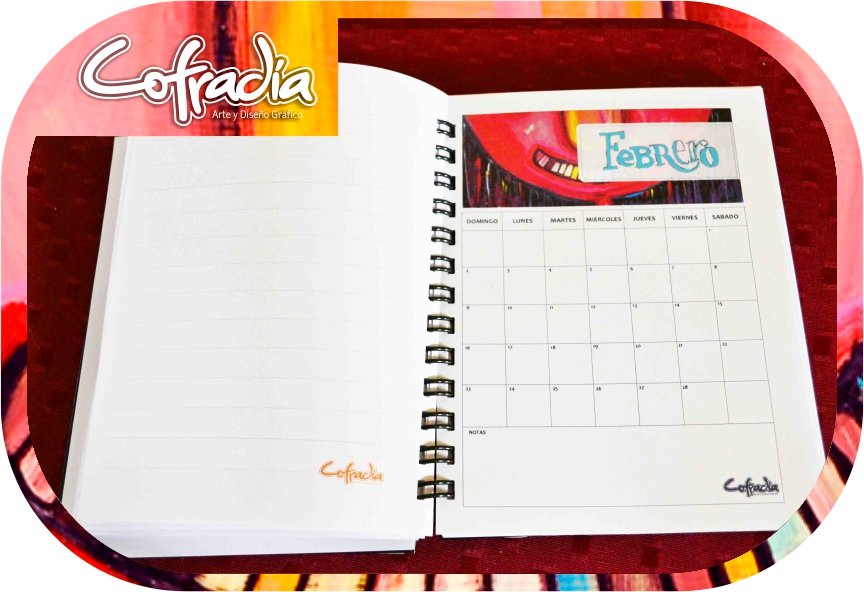 Cofradía
Arte y Diseño Gráfico
FeBRerO
DOMINGO LUNES MARTES MIERCOLES JUEVES VIERNES SABADO
1
2 3 4 5 6 7 8
9 10 11 12 13 14 15
16 17 18 19 20 21 22
23 24 25 26 27 28
NOTAS
Cofradía
Cofradía